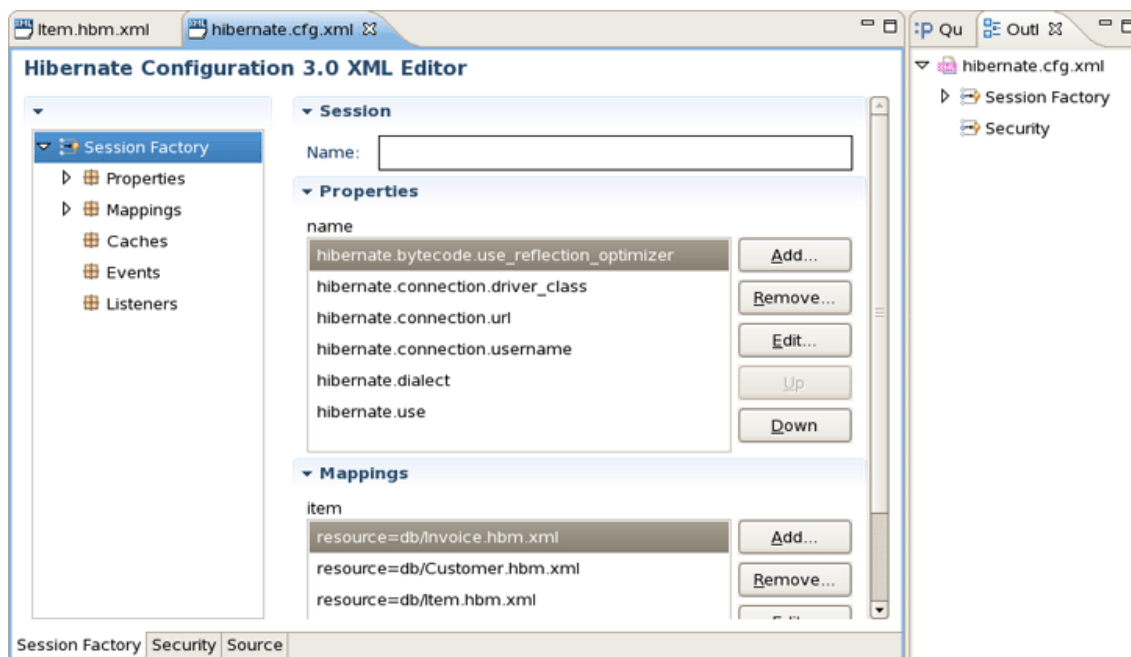 Item.hbm.xml
hibernate.cfg.xml
Qu
Outl
Hibernate Configuration 3.0 XML Editor
Session Factory
Properties
Mappings
Caches
Events
Listeners
Session
Name:
Properties
name
hibernate.bytecode.use_reflection_optimizer
hibernate.connection.driver_class
hibernate.connection.url
hibernate.connection.username
hibernate.dialect
hibernate.use
Add...
Remove...
Edit...
Up
Down
Mappings
item
resource=db/Invoice.hbm.xml
resource=db/Customer.hbm.xml
resource=db/Item.hbm.xml
Add...
Remove...
Session Factory
Security
Source
hibernate.cfg.xml
Session Factory
Security